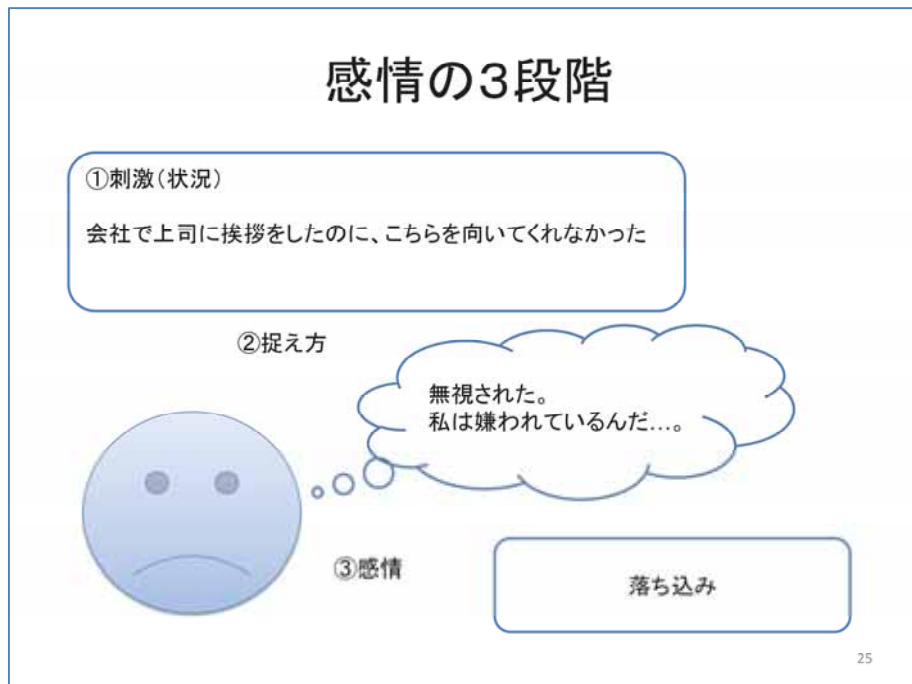 感情の３段階
①刺激（状況）
会社で上司に挨拶をしたのに、こちらを向いてくれなかった
②捉え方
無視された。
私は嫌われているんだ…。
③感情
落ち込み
25